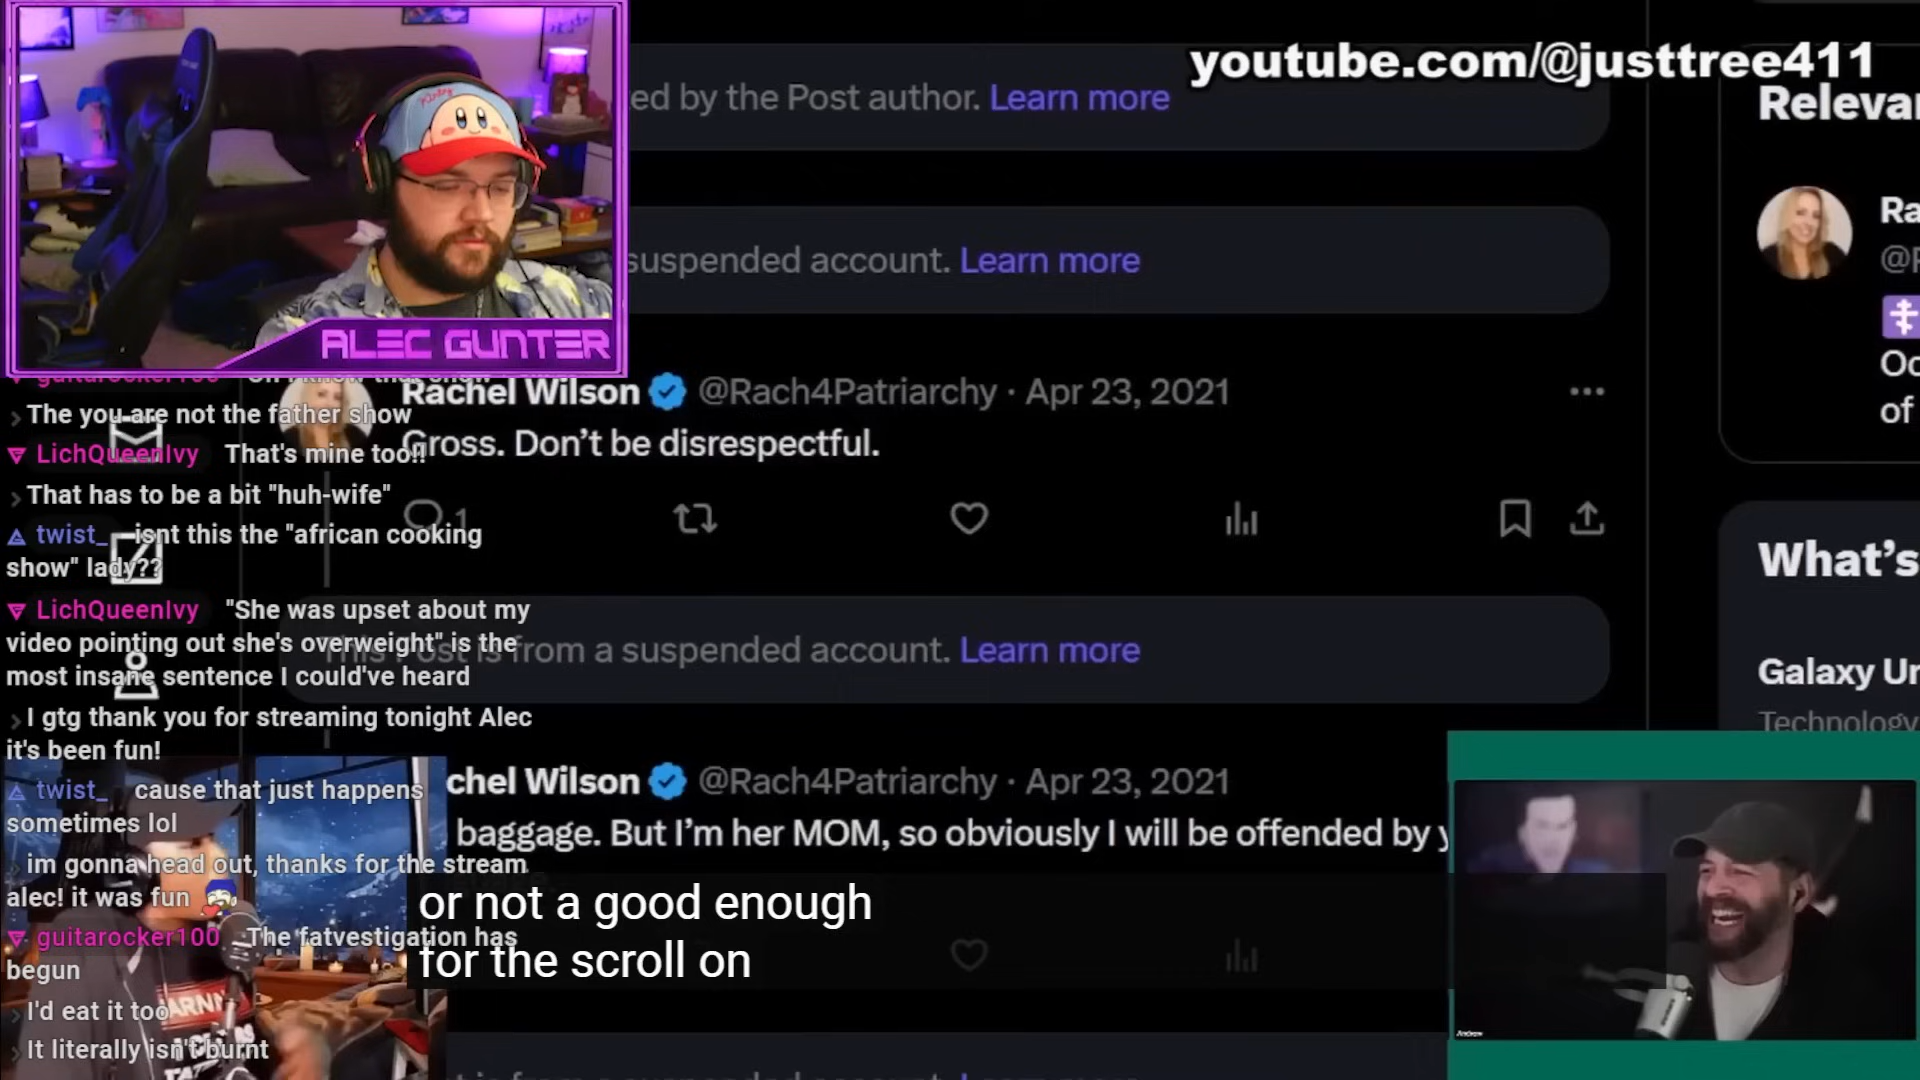 youtube.com/@justtree411
ed by the Post author. Learn more
Releva
Ra
suspended account. Learn more
Oc
of
Kirby
ALEC GUNTER
The you are not the father show
LichQueenIvy That's mine too!!
That has to be a bit "huh-wife"
twist_ isnt this the "african cooking
show" lady??
LichQueenIvy "She was upset about my
video pointing out she's overweight" is the
most insane sentence I could've heard
I gtg thank you for streaming tonight Alec
it's been fun!
twist_ cause that just happens
sometimes lol
im gonna head out, thanks for the stream
alec! it was fun
guitarocker100 The fatvestigation has
begun
I'd eat it too
It literally isn't burnt
Rachel Wilson @Rach4Patriarchy · Apr 23, 2021
Gross. Don't be disrespectful.
1
This Post is from a suspended account. Learn more
chel Wilson @Rach4Patriarchy · Apr 23, 2021
baggage. But I'm her MOM, so obviously I will be offended by y
or not a good enough
for the scroll on
What's
Galaxy Un
Technology
Andrew